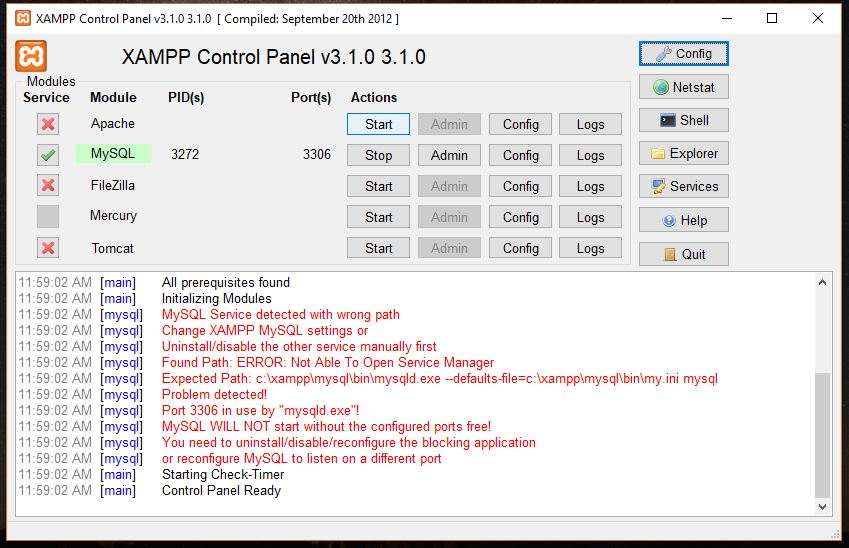 XAMPP Control Panel v3.1.0 3.1.0 [ Compiled: September 20th 2012 ]
XAMPP Control Panel v3.1.0 3.1.0
Config
Modules
Service Module PID(s) Port(s) Actions
Netstat
Apache Start Admin Config Logs
Shell
MySQL 3272 3306 Stop Admin Config Logs
Explorer
FileZilla Start Admin Config Logs
Services
Mercury Start Admin Config Logs
Help
Tomcat Start Admin Config Logs
Quit
11:59:02 AM [main] All prerequisites found
11:59:02 AM [main] Initializing Modules
11:59:02 AM [mysql] MySQL Service detected with wrong path
11:59:02 AM [mysql] Change XAMPP MySQL settings or
11:59:02 AM [mysql] Uninstall/disable the other service manually first
11:59:02 AM [mysql] Found Path: ERROR: Not Able To Open Service Manager
11:59:02 AM [mysql] Expected Path: c:\xampp\mysql\bin\mysqld.exe --defaults-file=c:\xampp\mysql\bin\my.ini mysql
11:59:02 AM [mysql] Problem detected!
11:59:02 AM [mysql] Port 3306 in use by "mysqld.exe"!
11:59:02 AM [mysql] MySQL WILL NOT start without the configured ports free!
11:59:02 AM [mysql] You need to uninstall/disable/reconfigure the blocking application
11:59:02 AM [mysql] or reconfigure MySQL to listen on a different port
11:59:02 AM [main] Starting Check-Timer
11:59:02 AM [main] Control Panel Ready